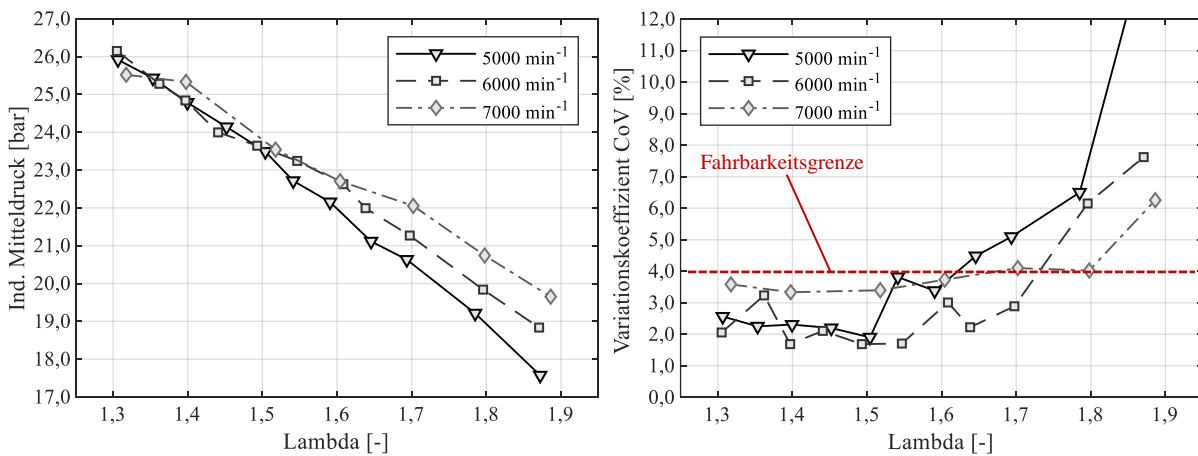 27,0
26,0
25,0
24,0
23,0
22,0
21,0
20,0
19,0
18,0
17,0
Ind. Mitteldruck [bar]
5000 min-1
6000 min-1
7000 min-1
1,3 1,4 1,5 1,6 1,7 1,8 1,9
Lambda [-]
12,0
11,0
10,0
9,0
8,0
7,0
6,0
5,0
4,0
3,0
2,0
1,0
0,0
Variationskoeffizient CoV [%]
5000 min-1
6000 min-1
7000 min-1
Fahrbarkeitsgrenze
1,3 1,4 1,5 1,6 1,7 1,8 1,9
Lambda [-]